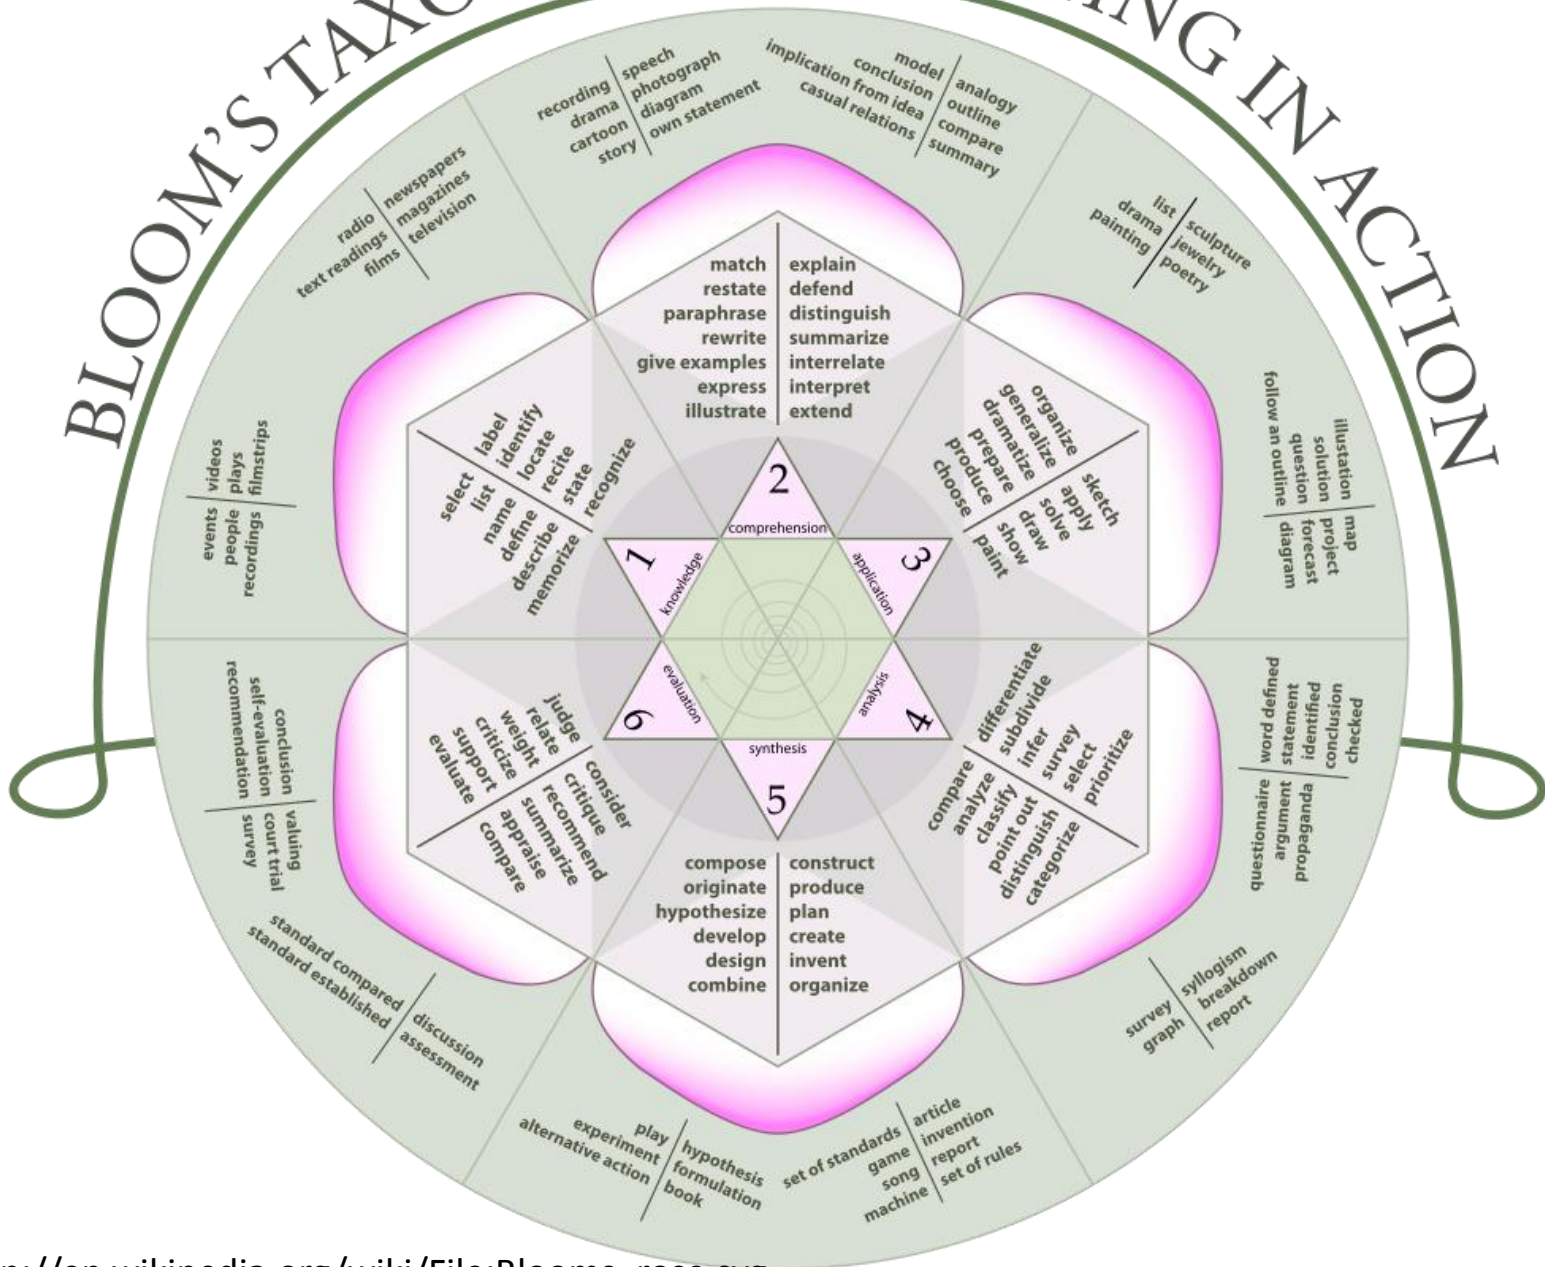 BLOOM'S TAXO
ING IN ACTION
1
knowledge
select
list
name
define
describe
memorize
label
identify
locate
recite
state
recognize
events
people
recordings
videos
plays
filmstrips
radio
text readings
films
newspapers
magazines
television
2
comprehension
match
restate
paraphrase
rewrite
give examples
express
illustrate
explain
defend
distinguish
summarize
interrelate
interpret
extend
recording
drama
cartoon
story
speech
photograph
diagram
own statement
model
conclusion
implication from idea
casual relations
analogy
outline
compare
summary
3
application
organize
generalize
dramatize
prepare
produce
choose
sketch
apply
solve
draw
show
paint
list
drama
painting
sculpture
jewelry
poetry
illustation
solution
question
follow an outline
map
project
forecast
diagram
4
analysis
compare
analyze
classify
point out
distinguish
categorize
differentiate
subdivide
infer
survey
select
prioritize
word defined
statement
identified
conclusion
checked
questionnaire
argument
propaganda
survey
graph
syllogism
breakdown
report
5
synthesis
compose
originate
hypothesize
develop
design
combine
construct
produce
plan
create
invent
organize
set of standards
game
song
machine
article
invention
report
set of rules
play
experiment
alternative action
hypothesis
formulation
book
6
evaluation
judge
relate
weight
criticize
support
evaluate
consider
critique
recommend
summarize
appraise
compare
standard compared
standard established
discussion
assessment
conclusion
self-evaluation
recommendation
valuing
court trial
survey
p://en.wikipedia.org/wiki/File:Blooms_rose.svg